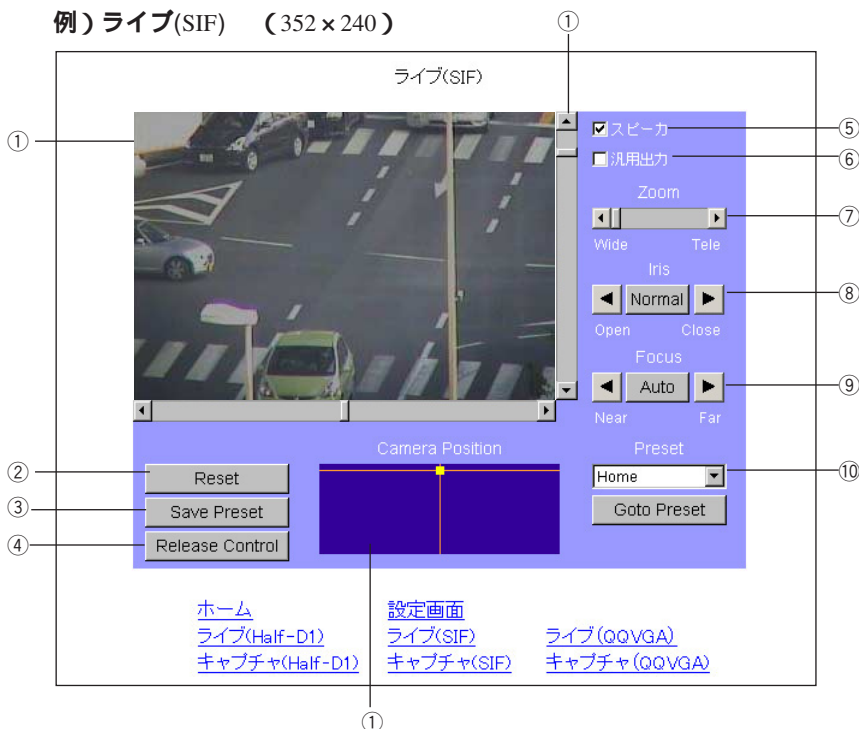 例）ライブ(SIF) （352×240）
①
ライブ(SIF)
①
スピーカ
⑤
汎用出力
⑥
Zoom
⑦
Wide Tele
Iris
Normal
⑧
Open Close
Focus
Auto
⑨
Near Far
Camera Position
Preset
② Reset
Home
⑩
③ Save Preset
Goto Preset
④ Release Control
ホーム 設定画面
ライブ(Half-D1) ライブ(SIF) ライブ(QQVGA)
キャプチャ(Half-D1) キャプチャ(SIF) キャプチャ(QQVGA)
①